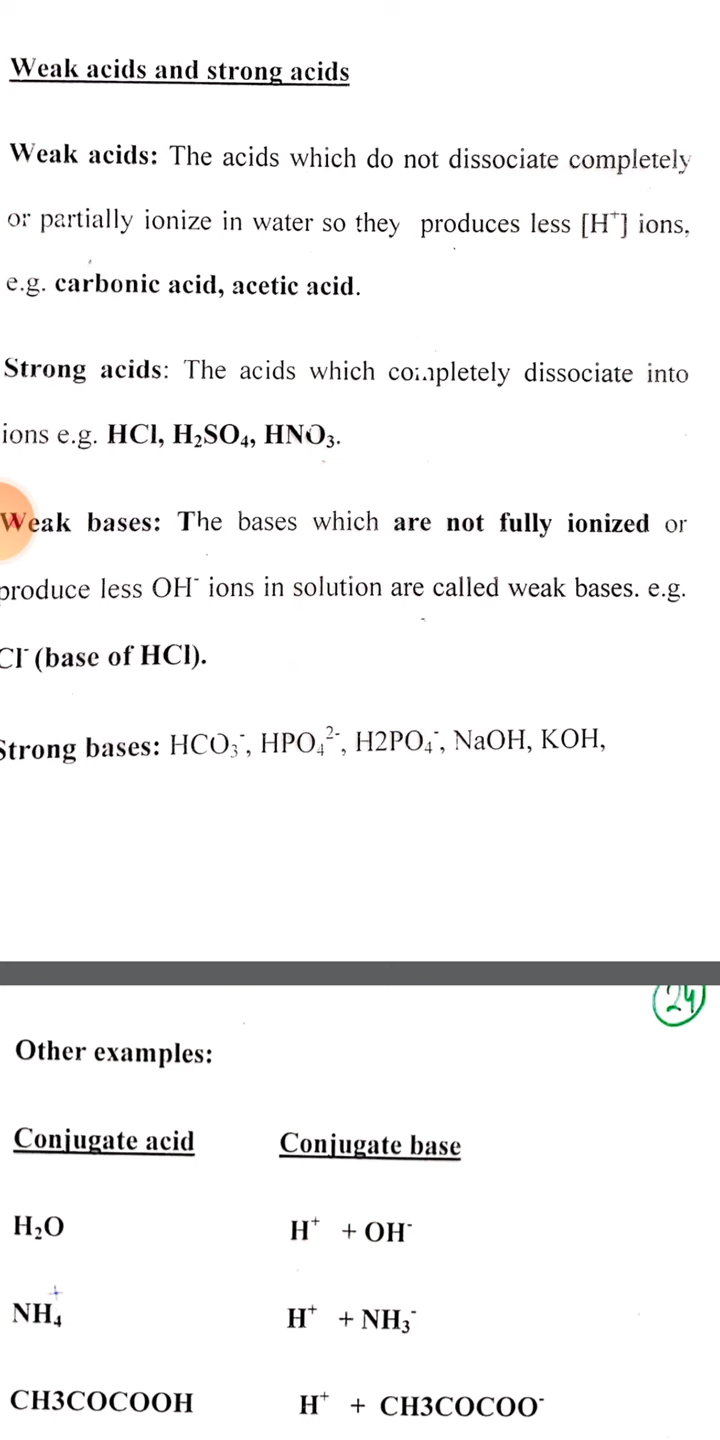 Weak acids and strong acids
Weak acids: The acids which do not dissociate completely
or partially ionize in water so they produces less [H⁺] ions,
e.g. carbonic acid, acetic acid.
Strong acids: The acids which completely dissociate into
ions e.g. HCl, H₂SO₄, HNO₃.
Weak bases: The bases which are not fully ionized or
produce less OH⁻ ions in solution are called weak bases. e.g.
Cl⁻ (base of HCl).
Strong bases: HCO₃⁻, HPO₄²⁻, H2PO₄⁻, NaOH, KOH,
24
Other examples:
Conjugate acid Conjugate base
H₂O H⁺ + OH⁻
NH₄⁺ H⁺ + NH₃⁻
CH3COCOOH H⁺ + CH3COCOO⁻